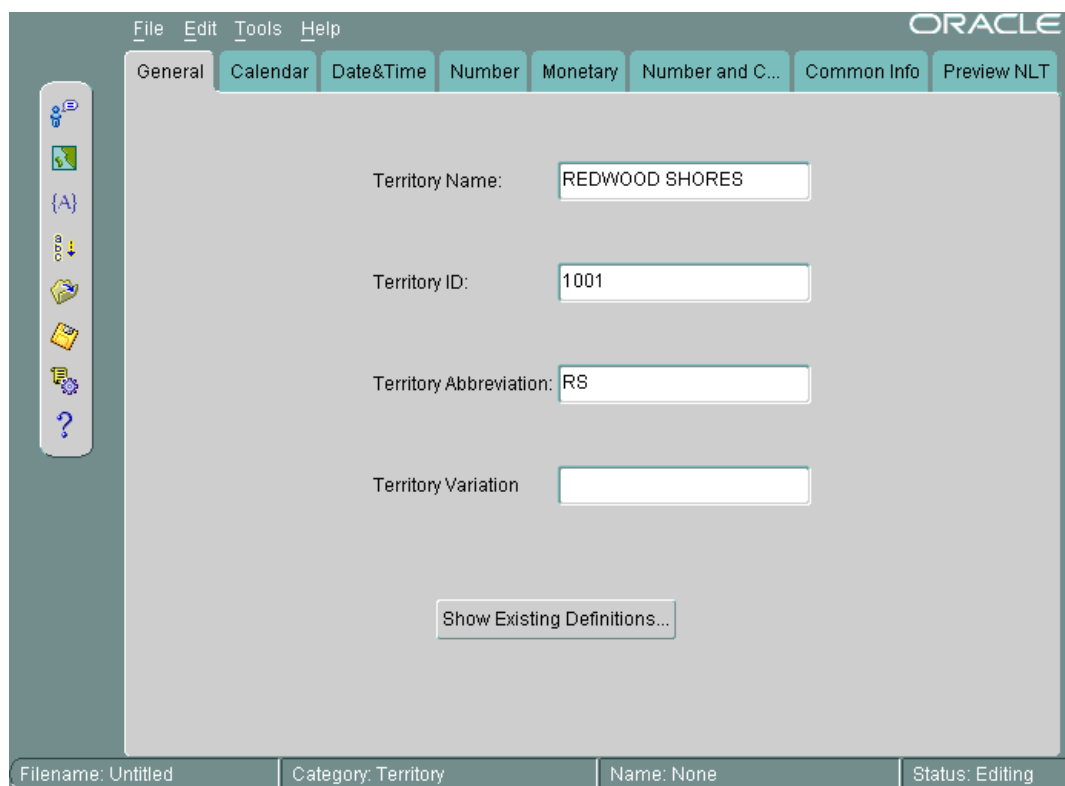 File Edit Tools Help
ORACLE
General Calendar Date&Time Number Monetary Number and C... Common Info Preview NLT
{A}
a
b
c
?
Territory Name: REDWOOD SHORES
Territory ID: 1001
Territory Abbreviation: RS
Territory Variation
Show Existing Definitions...
Filename: Untitled Category: Territory Name: None Status: Editing